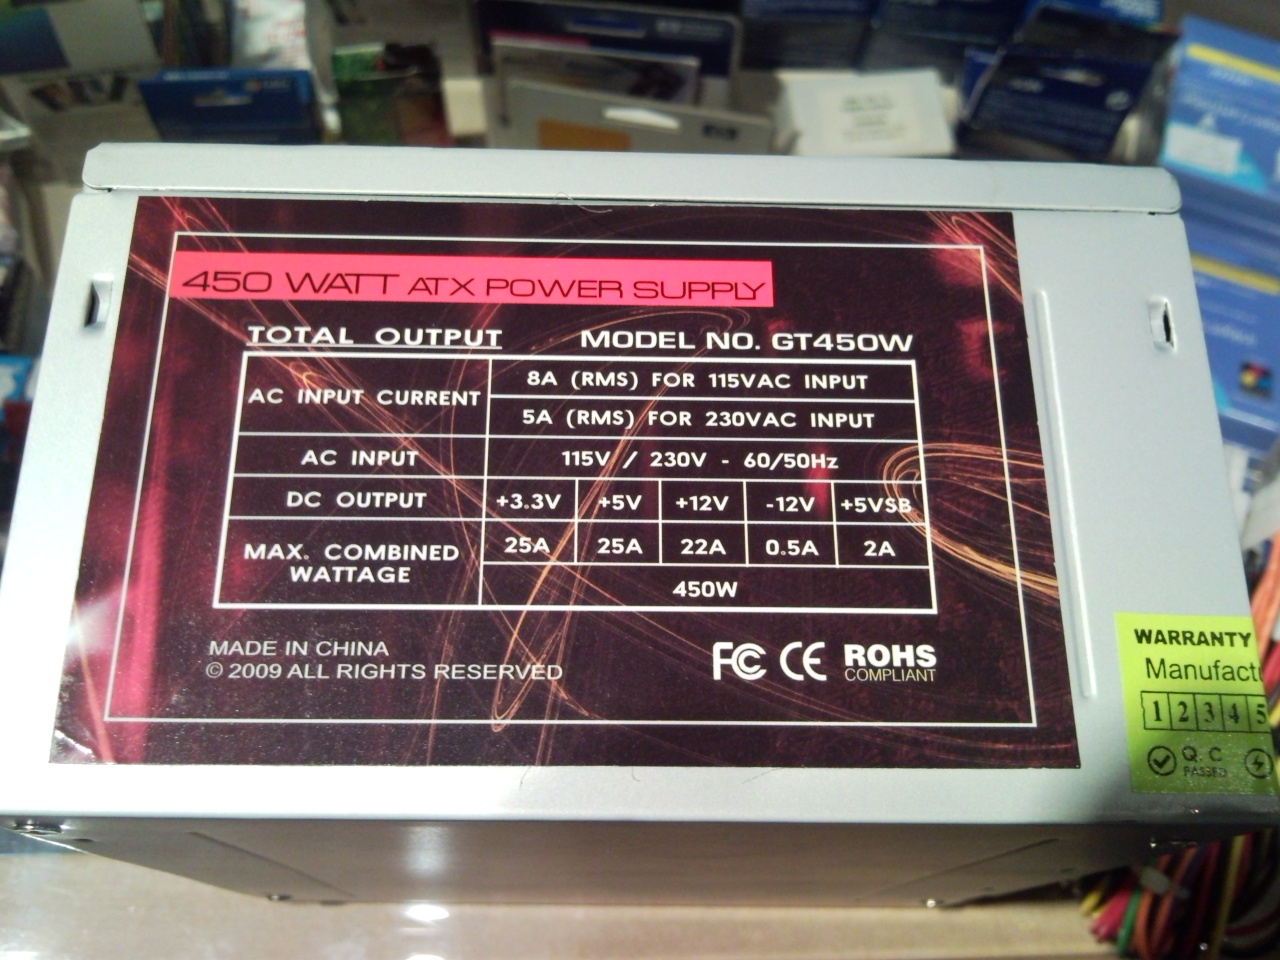 450 WATT ATX POWER SUPPLY
TOTAL OUTPUT MODEL NO. GT450W
AC INPUT CURRENT
8A (RMS) FOR 115VAC INPUT
5A (RMS) FOR 230VAC INPUT
AC INPUT 115V / 230V - 60/50Hz
DC OUTPUT +3.3V +5V +12V -12V +5VSB
MAX. COMBINED WATTAGE
25A 25A 22A 0.5A 2A
450W
MADE IN CHINA
© 2009 ALL RIGHTS RESERVED
FC CE ROHS
COMPLIANT
WARRANTY
Manufact
1 2 3 4 5
Q.C
PASSED